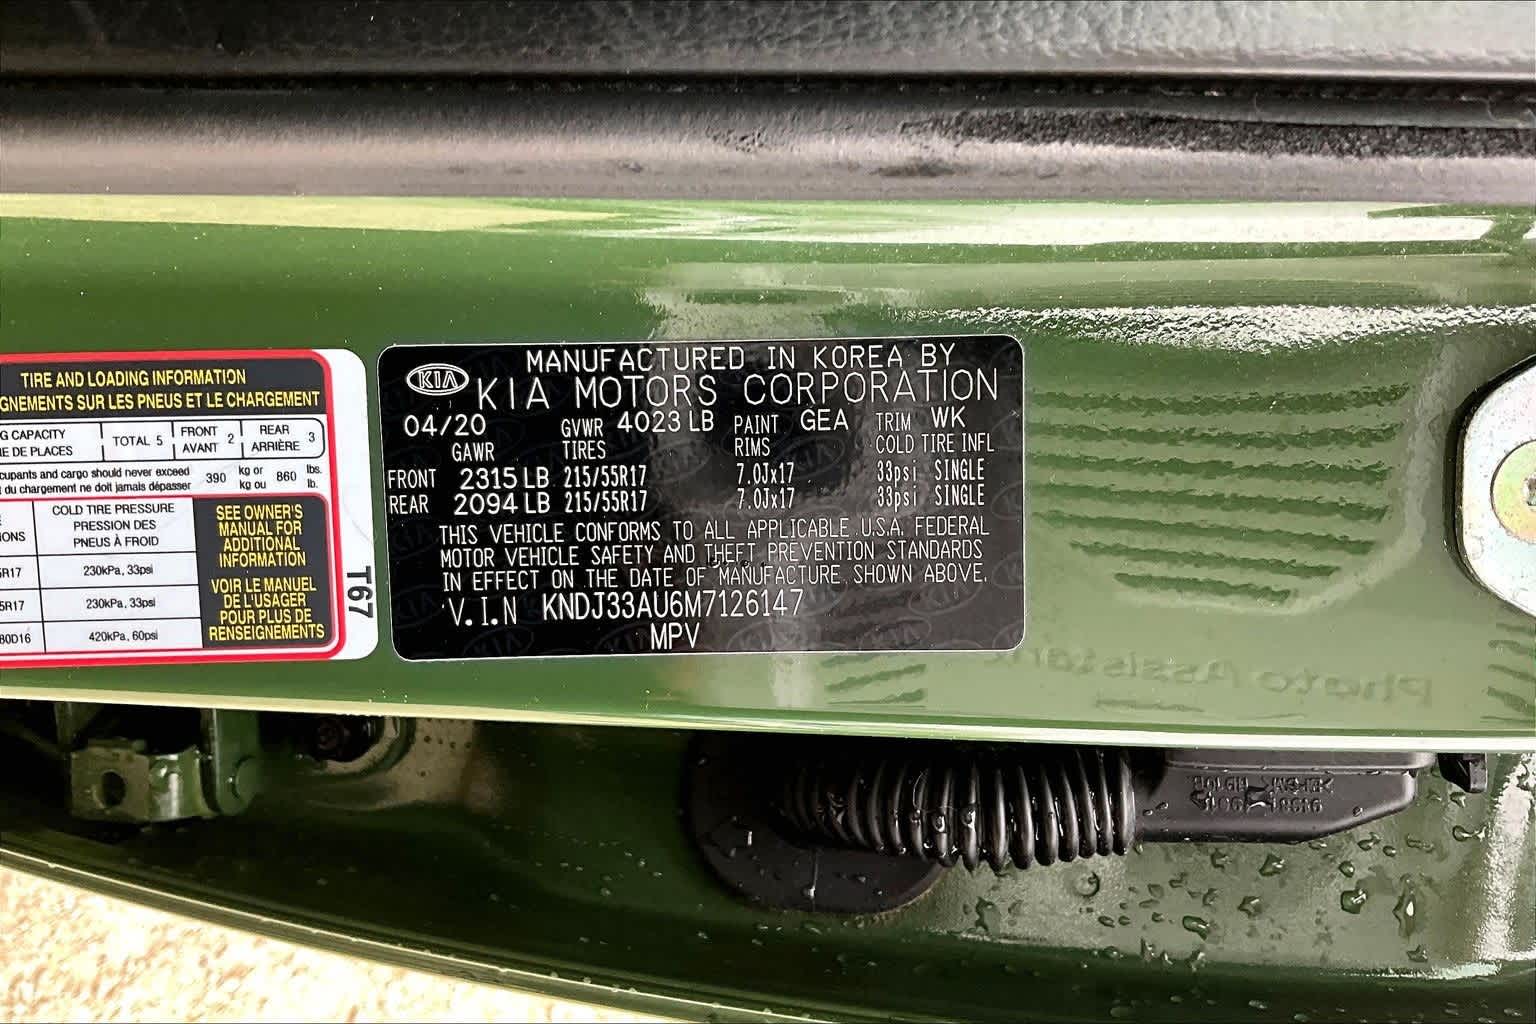 TIRE AND LOADING INFORMATION
GNEMENTS SUR LES PNEUS ET LE CHARGEMENT
G CAPACITY TOTAL 5 FRONT 2 REAR 3
E DE PLACES AVANT ARRIÈRE
cupants and cargo should never exceed 390 kg or 860 lbs.
t du chargement ne doit jamais dépasser kg ou lb.
COLD TIRE PRESSURE
IONS PRESSION DES
PNEUS À FROID
5R17 230kPa, 33psi
5R17 230kPa, 33psi
80D16 420kPa, 60psi
SEE OWNER'S
MANUAL FOR
ADDITIONAL
INFORMATION
VOIR LE MANUEL
DE L'USAGER
POUR PLUS DE
RENSEIGNEMENTS
T67
KIA
MANUFACTURED IN KOREA BY
KIA MOTORS CORPORATION
04/20 GVWR 4023 LB PAINT GEA TRIM WK
GAWR TIRES RIMS COLD TIRE INFL
FRONT 2315 LB 215/55R17 7.0Jx17 33psi SINGLE
REAR 2094 LB 215/55R17 7.0Jx17 33psi SINGLE
THIS VEHICLE CONFORMS TO ALL APPLICABLE U.S.A. FEDERAL
MOTOR VEHICLE SAFETY AND THEFT PREVENTION STANDARDS
IN EFFECT ON THE DATE OF MANUFACTURE SHOWN ABOVE.
V.I.N KNDJ33AU6M7126147
MPV
Photo Assistant